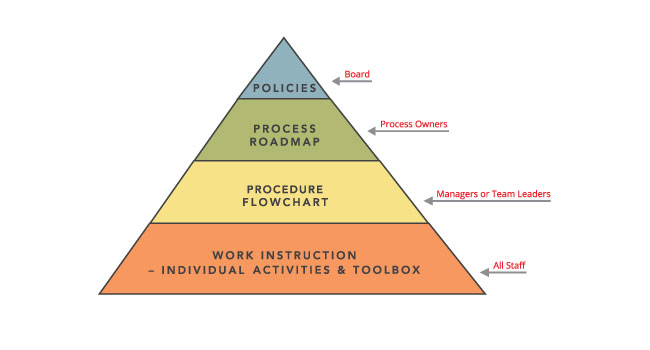 POLICIES
Board
PROCESS
ROADMAP
Process Owners
PROCEDURE
FLOWCHART
Managers or Team Leaders
WORK INSTRUCTION
– INDIVIDUAL ACTIVITIES & TOOLBOX
All Staff